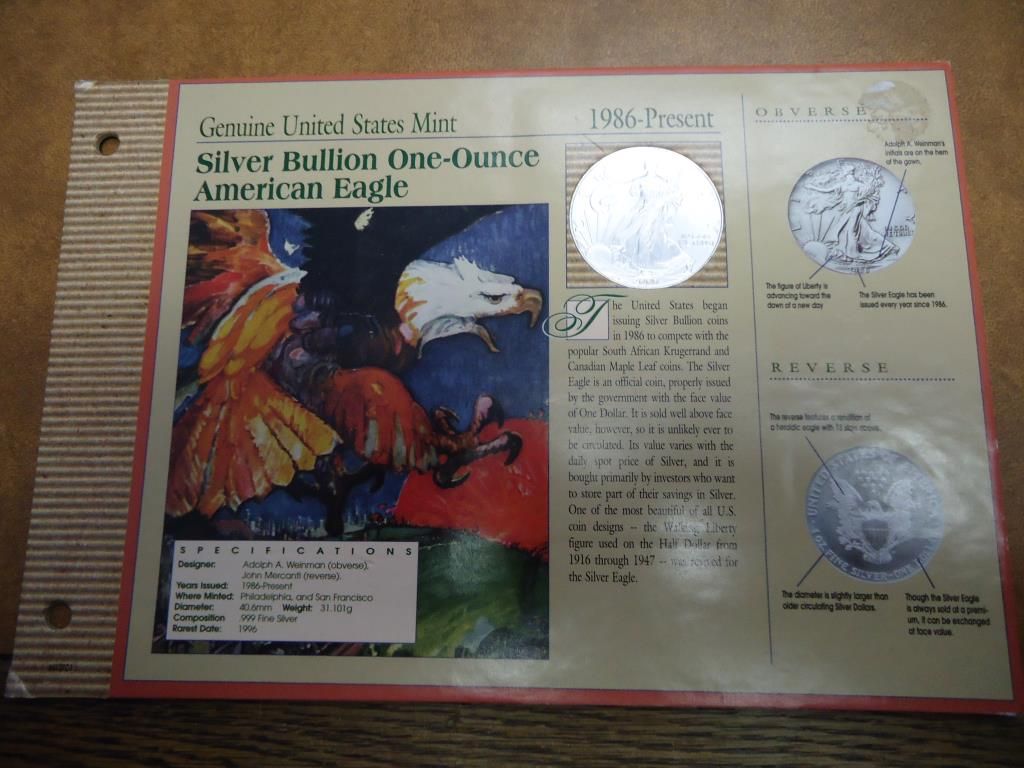 Genuine United States Mint
1986-Present
Silver Bullion One-Ounce
American Eagle
The United States began
issuing Silver Bullion coins
in 1986 to compete with the
popular South African Krugerrand and
Canadian Maple Leaf coins. The Silver
Eagle is an official coin, properly issued
by the government with the face value
of One Dollar. It is sold well above face
value, however, so it is unlikely ever to
be circulated. Its value varies with the
daily spot price of Silver, and it is
bought primarily by investors who want
to store part of their savings in Silver.
One of the most beautiful of all U.S.
coin designs -- the Walking Liberty
figure used on the Half Dollar from
1916 through 1947 -- was revived for
the Silver Eagle.
SPECIFICATIONS
Designer: Adolph A. Weinman (obverse),
John Mercanti (reverse).
Years Issued: 1986-Present
Where Minted: Philadelphia, and San Francisco
Diameter: 40.6mm Weight: 31.101g
Composition .999 Fine Silver
Rarest Date: 1996
OBVERSE
Adolph A. Weinman's
initials are on the hem
of the gown.
The figure of Liberty is
advancing toward the
dawn of a new day
The Silver Eagle has been
issued every year since 1986.
REVERSE
The reverse features a rendition of
a heraldic eagle with 13 stars above.
UNITED
1 OZ. FINE SILVER~ONE
The diameter is slightly larger than
older circulating Silver Dollars.
Though the Silver Eagle
is always sold at a premi-
um, it can be exchanged
at face value.